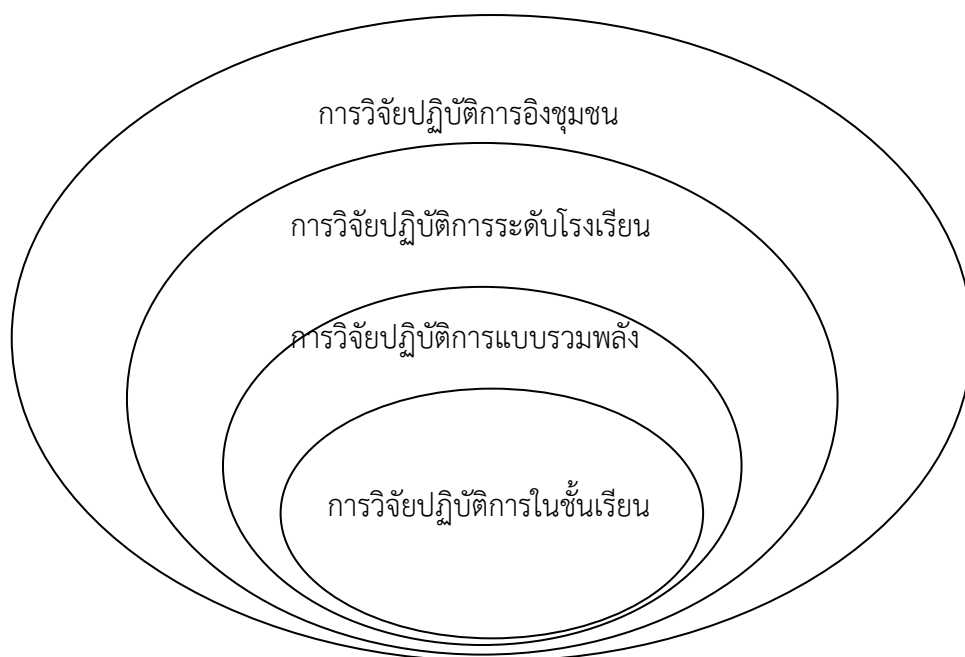 การวิจัยปฏิบัติการอิงชุมชน
การวิจัยปฏิบัติการระดับโรงเรียน
การวิจัยปฏิบัติการแบบรวมพลัง
การวิจัยปฏิบัติการในชั้นเรียน